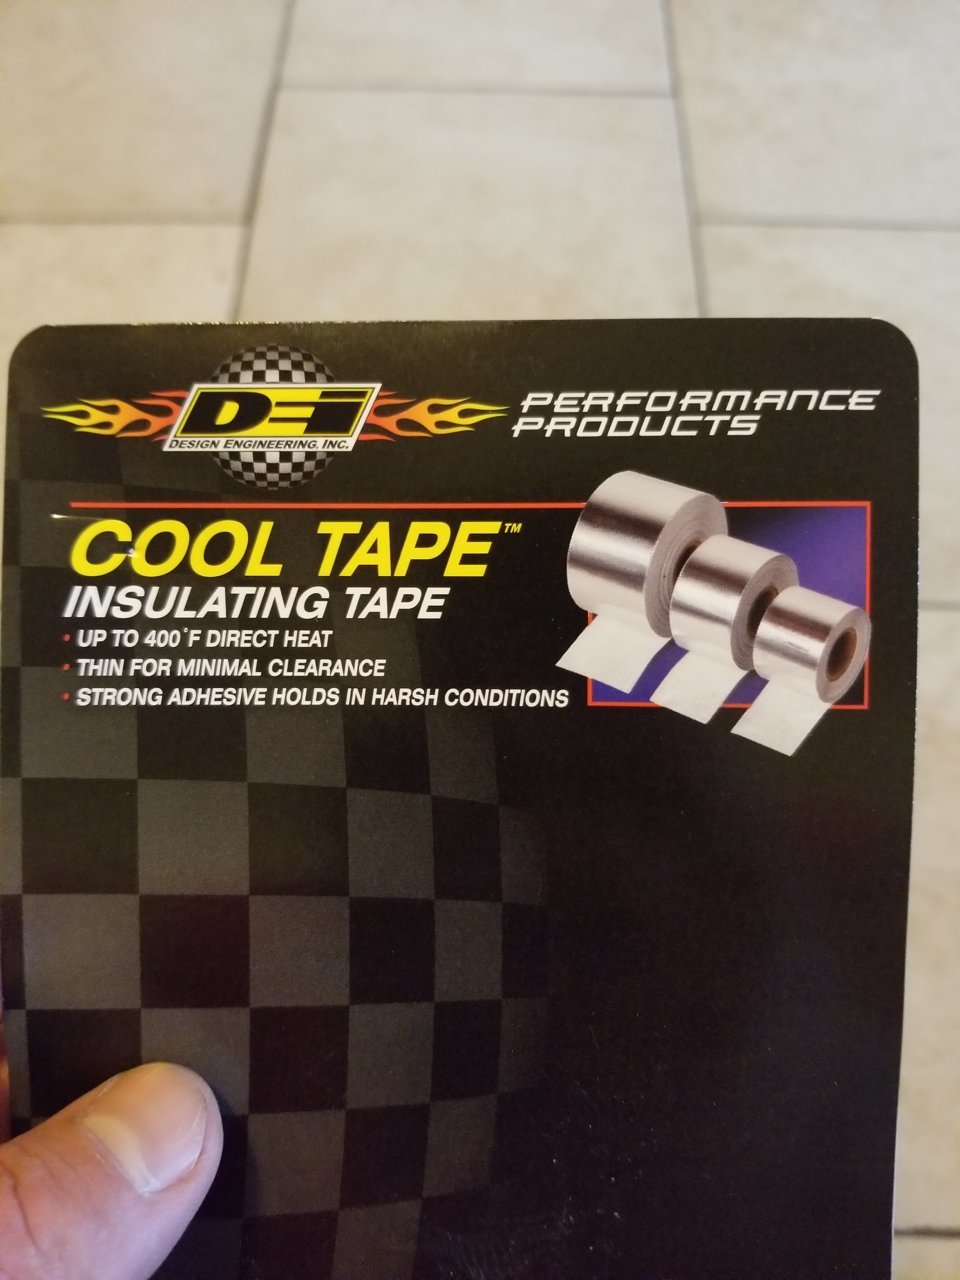 DEi
DESIGN ENGINEERING, INC.
PERFORMANCE
PRODUCTS
COOL TAPE™
INSULATING TAPE
• UP TO 400°F DIRECT HEAT
• THIN FOR MINIMAL CLEARANCE
• STRONG ADHESIVE HOLDS IN HARSH CONDITIONS